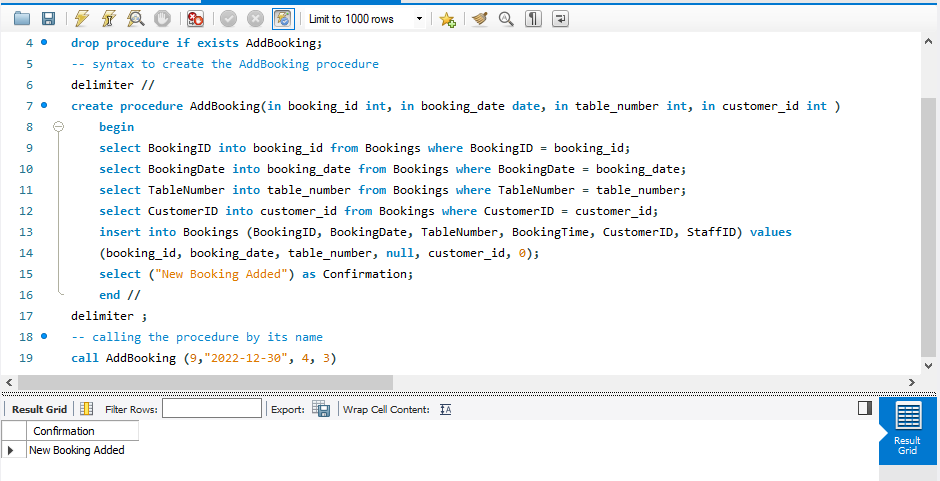 Limit to 1000 rows
4 drop procedure if exists AddBooking;
5 -- syntax to create the AddBooking procedure
6 delimiter //
7 create procedure AddBooking(in booking_id int, in booking_date date, in table_number int, in customer_id int )
8 begin
9 select BookingID into booking_id from Bookings where BookingID = booking_id;
10 select BookingDate into booking_date from Bookings where BookingDate = booking_date;
11 select TableNumber into table_number from Bookings where TableNumber = table_number;
12 select CustomerID into customer_id from Bookings where CustomerID = customer_id;
13 insert into Bookings (BookingID, BookingDate, TableNumber, BookingTime, CustomerID, StaffID) values
14 (booking_id, booking_date, table_number, null, customer_id, 0);
15 select ("New Booking Added") as Confirmation;
16 end //
17 delimiter ;
18 -- calling the procedure by its name
19 call AddBooking (9,"2022-12-30", 4, 3)
Result Grid Filter Rows: Export: Wrap Cell Content: IA
Confirmation
New Booking Added
Result
Grid